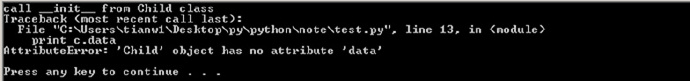 call __init__ from Child class
Traceback (most recent call last):
File "C:\Users\tianw1\Desktop\py\python\note\test.py", line 13, in <module>
print c.data
AttributeError: 'Child' object has no attribute 'data'
Press any key to continue . . .